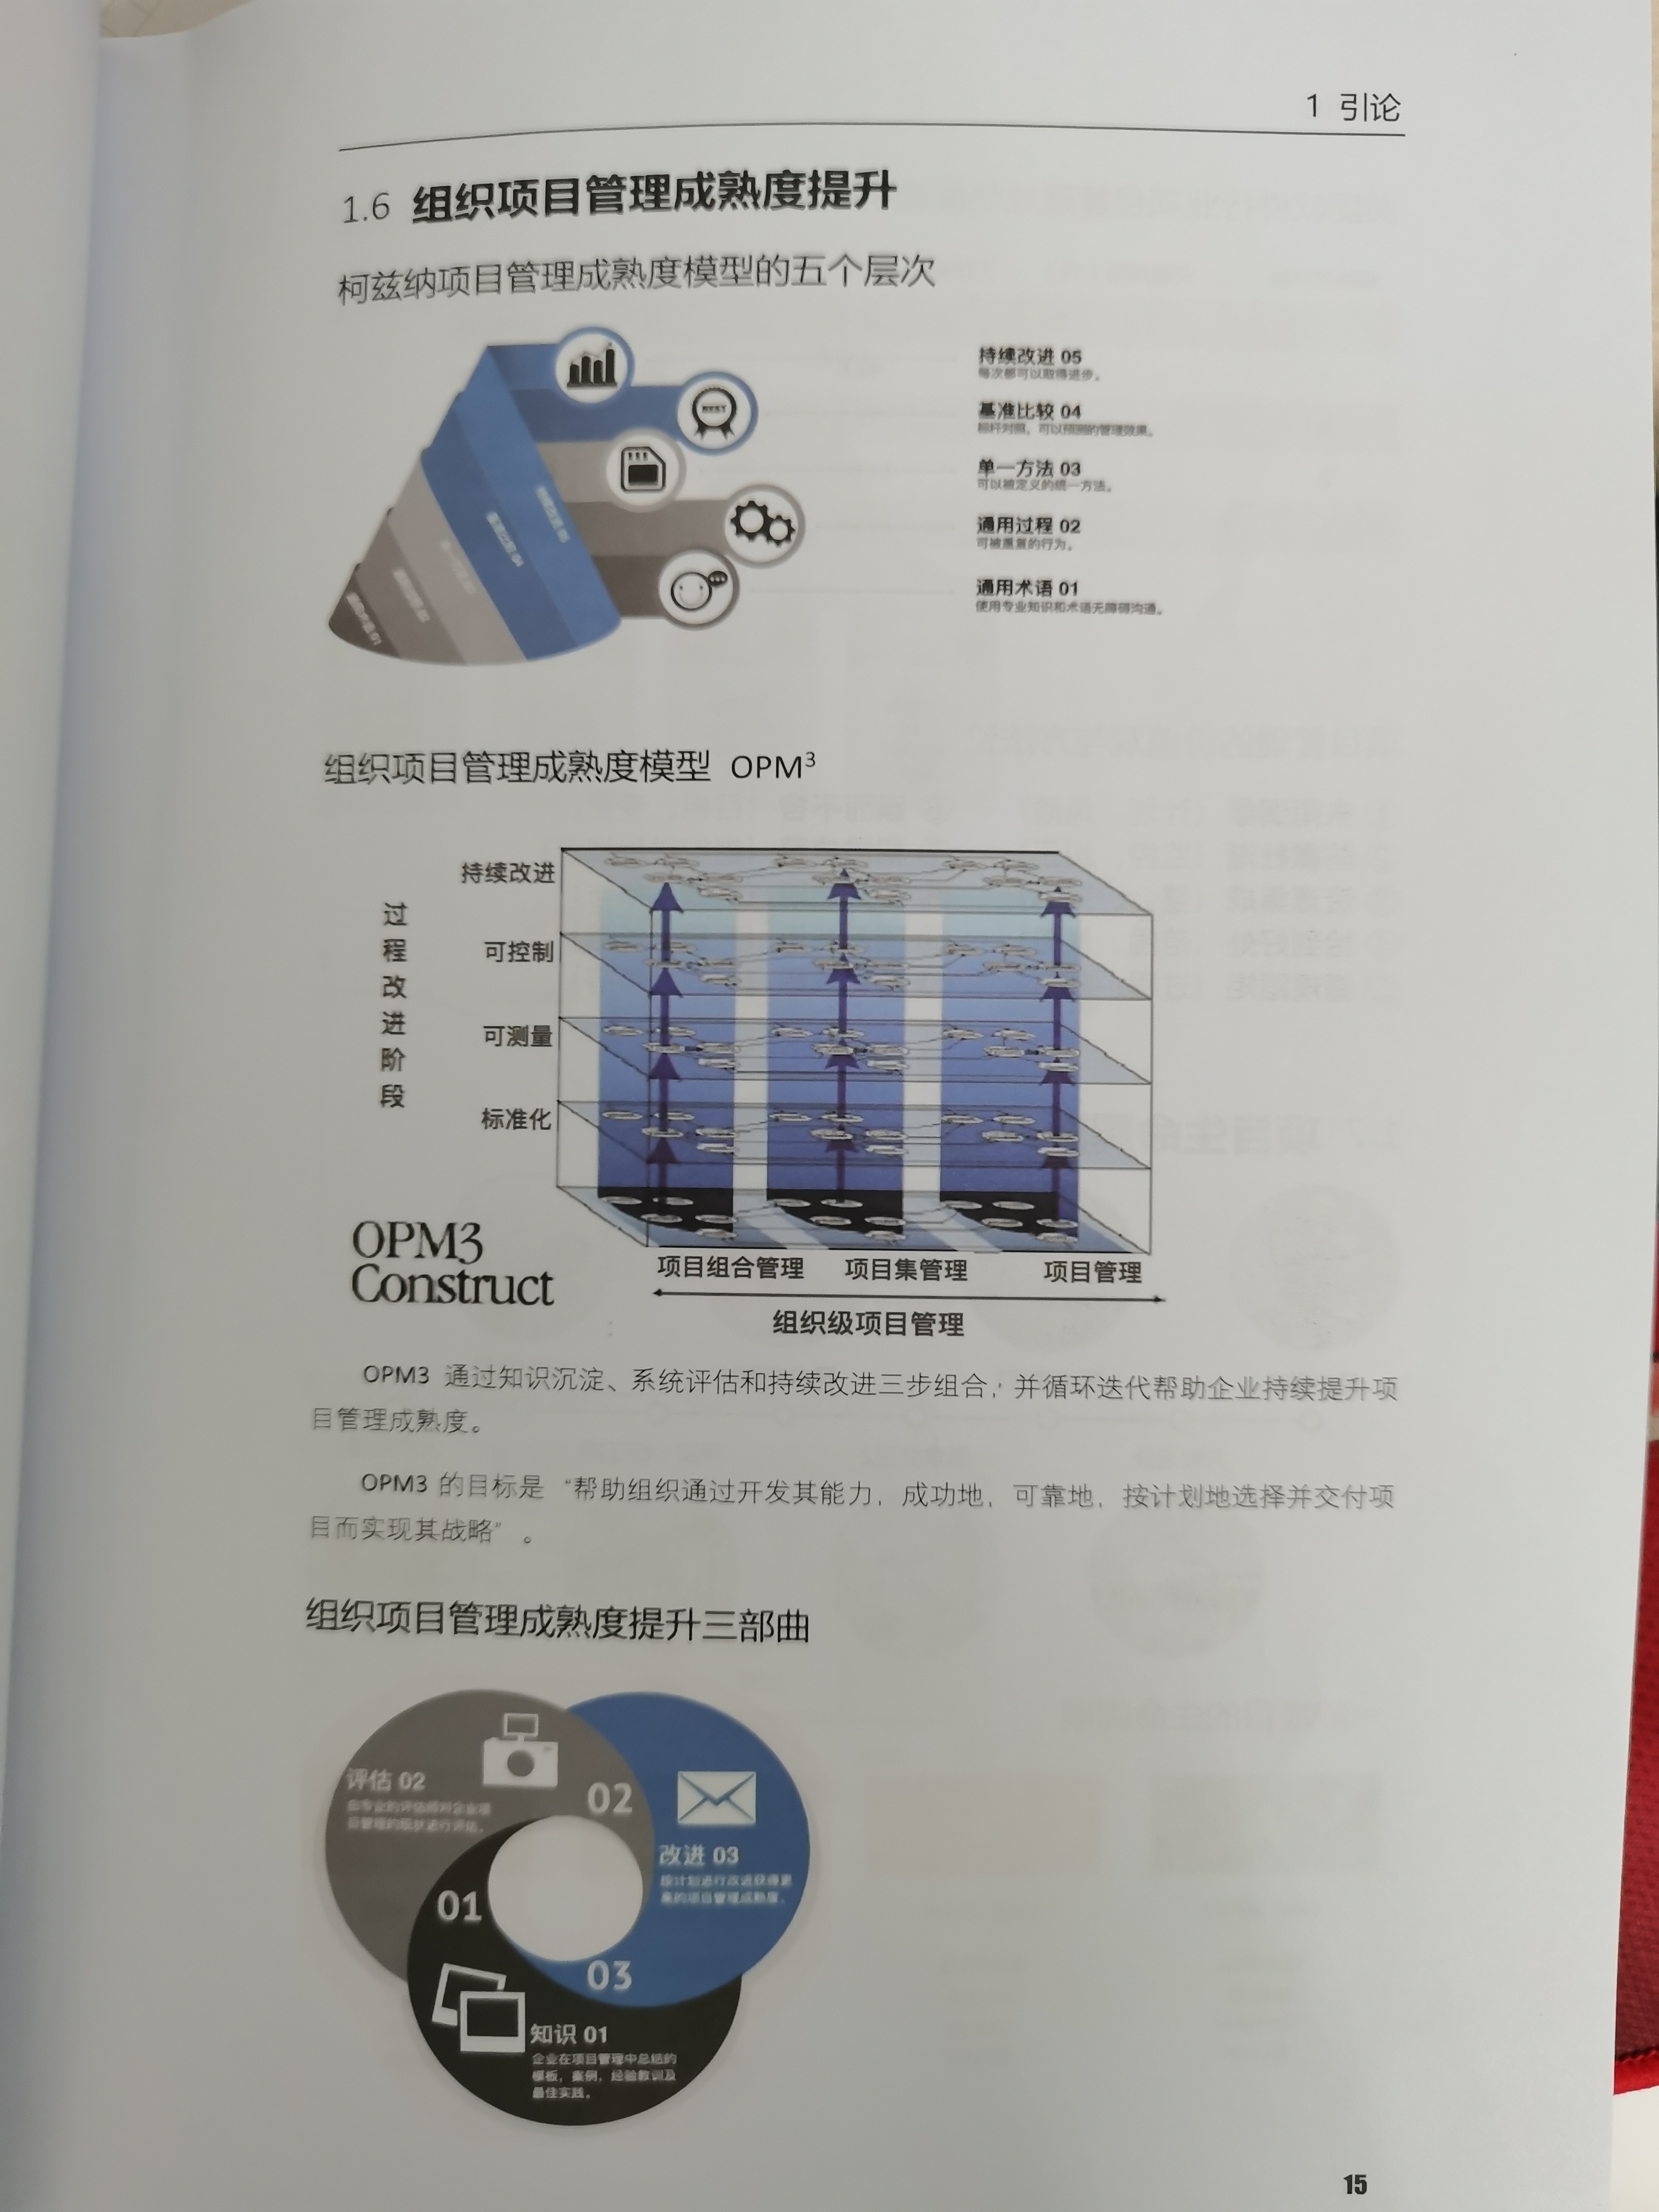 1 引论
1.6 组织项目管理成熟度提升
柯兹纳项目管理成熟度模型的五个层次
持续改进 05
每次都可以取得进步。
BEST
基准比较 04
标杆对照，可以预测的管理效果。
单一方法 03
可以被定义的统一方法。
通用过程 02
可被重复的行为。
通用术语 01
使用专业知识和术语无障碍沟通。
组织项目管理成熟度模型 OPM³
过程改进阶段
持续改进
可控制
可测量
标准化
OPM3
Construct
项目组合管理 项目集管理 项目管理
组织级项目管理
OPM3 通过知识沉淀、系统评估和持续改进三步组合，并循环迭代帮助企业持续提升项
目管理成熟度。
OPM3 的目标是 “帮助组织通过开发其能力，成功地，可靠地，按计划地选择并交付项
目而实现其战略” 。
组织项目管理成熟度提升三部曲
评估 02
由专业的评估师对企业项
目管理的现状进行评估。
02
改进 03
按计划进行改进获得更
高的项目管理成熟度。
01
03
知识 01
企业在项目管理中总结的
模板，案例，经验教训及
最佳实践。
15